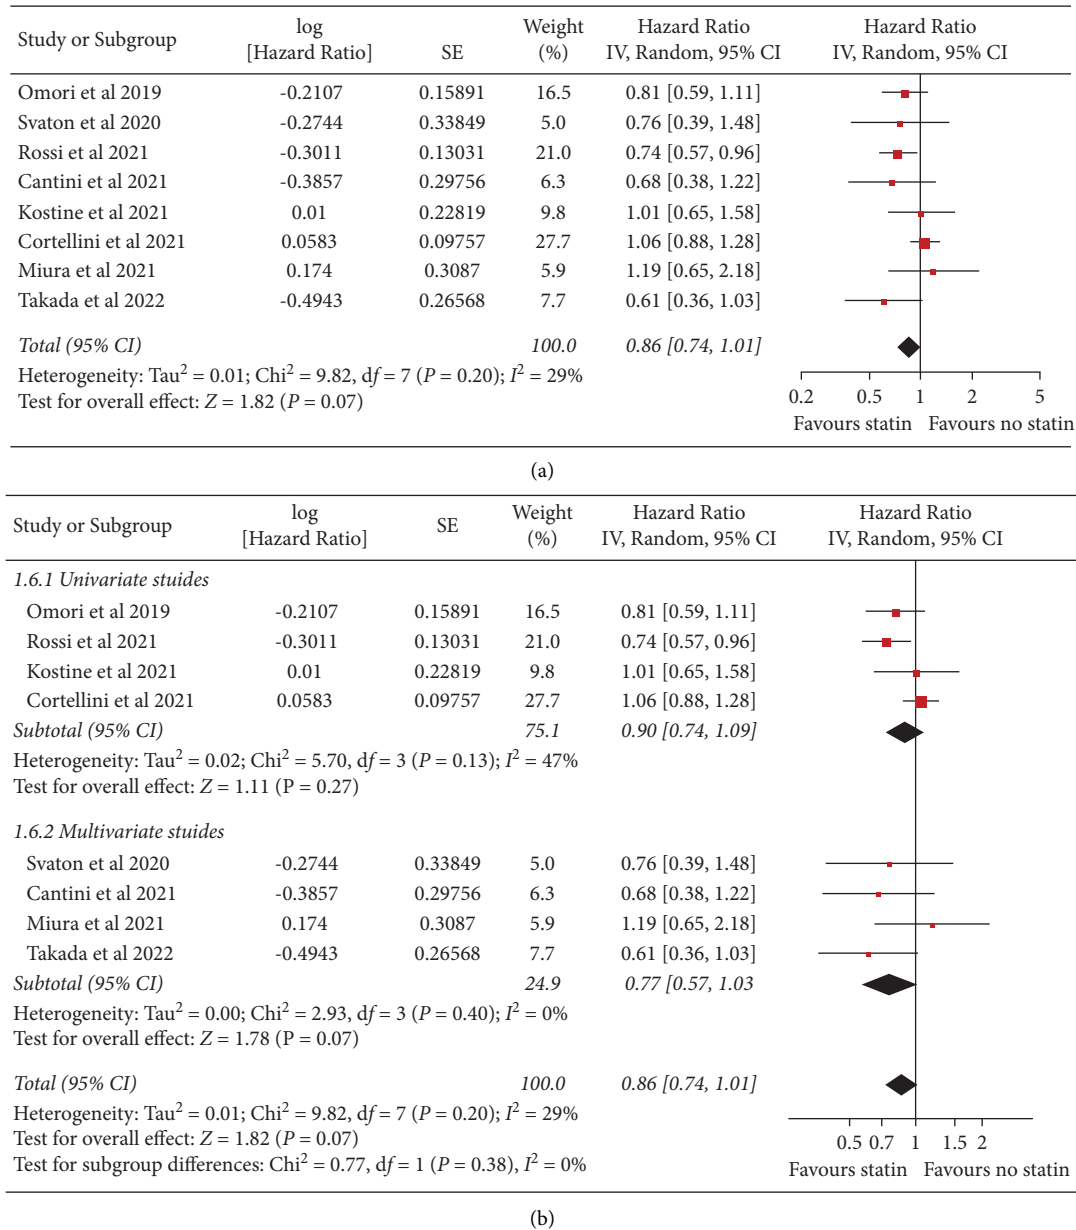 Study or Subgroup log [Hazard Ratio] SE Weight (%) Hazard Ratio IV, Random, 95% CI Hazard Ratio IV, Random, 95% CI
Omori et al 2019 -0.2107 0.15891 16.5 0.81 [0.59, 1.11]
Svaton et al 2020 -0.2744 0.33849 5.0 0.76 [0.39, 1.48]
Rossi et al 2021 -0.3011 0.13031 21.0 0.74 [0.57, 0.96]
Cantini et al 2021 -0.3857 0.29756 6.3 0.68 [0.38, 1.22]
Kostine et al 2021 0.01 0.22819 9.8 1.01 [0.65, 1.58]
Cortellini et al 2021 0.0583 0.09757 27.7 1.06 [0.88, 1.28]
Miura et al 2021 0.174 0.3087 5.9 1.19 [0.65, 2.18]
Takada et al 2022 -0.4943 0.26568 7.7 0.61 [0.36, 1.03]
Total (95% CI) 100.0 0.86 [0.74, 1.01]
Heterogeneity: Tau² = 0.01; Chi² = 9.82, df = 7 (P = 0.20); I² = 29%
Test for overall effect: Z = 1.82 (P = 0.07)
0.2 0.5 1 2 5
Favours statin Favours no statin
(a)
Study or Subgroup log [Hazard Ratio] SE Weight (%) Hazard Ratio IV, Random, 95% CI Hazard Ratio IV, Random, 95% CI
1.6.1 Univariate stuides
Omori et al 2019 -0.2107 0.15891 16.5 0.81 [0.59, 1.11]
Rossi et al 2021 -0.3011 0.13031 21.0 0.74 [0.57, 0.96]
Kostine et al 2021 0.01 0.22819 9.8 1.01 [0.65, 1.58]
Cortellini et al 2021 0.0583 0.09757 27.7 1.06 [0.88, 1.28]
Subtotal (95% CI) 75.1 0.90 [0.74, 1.09]
Heterogeneity: Tau² = 0.02; Chi² = 5.70, df = 3 (P = 0.13); I² = 47%
Test for overall effect: Z = 1.11 (P = 0.27)
1.6.2 Multivariate stuides
Svaton et al 2020 -0.2744 0.33849 5.0 0.76 [0.39, 1.48]
Cantini et al 2021 -0.3857 0.29756 6.3 0.68 [0.38, 1.22]
Miura et al 2021 0.174 0.3087 5.9 1.19 [0.65, 2.18]
Takada et al 2022 -0.4943 0.26568 7.7 0.61 [0.36, 1.03]
Subtotal (95% CI) 24.9 0.77 [0.57, 1.03
Heterogeneity: Tau² = 0.00; Chi² = 2.93, df = 3 (P = 0.40); I² = 0%
Test for overall effect: Z = 1.78 (P = 0.07)
Total (95% CI) 100.0 0.86 [0.74, 1.01]
Heterogeneity: Tau² = 0.01; Chi² = 9.82, df = 7 (P = 0.20); I² = 29%
Test for overall effect: Z = 1.82 (P = 0.07)
Test for subgroup differences: Chi² = 0.77, df = 1 (P = 0.38), I² = 0%
0.5 0.7 1 1.5 2
Favours statin Favours no statin
(b)